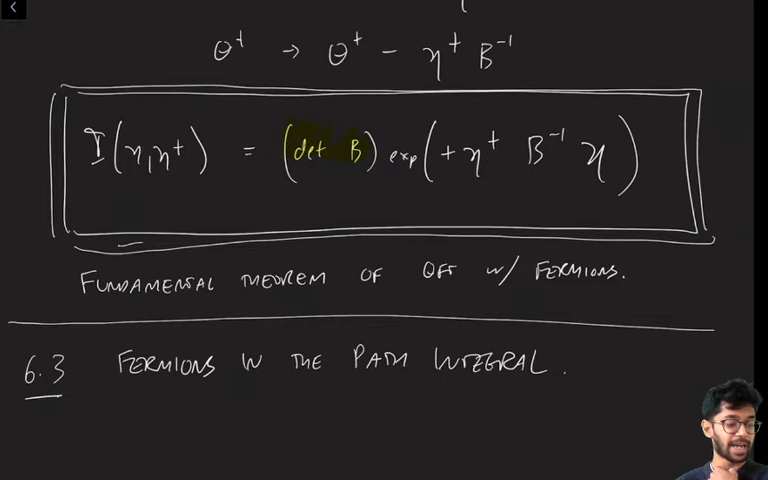 θ† → θ† − η† B⁻¹
I(η, η†) = (det B) exp(+ η† B⁻¹ η)
FUNDAMENTAL THEOREM OF QFT W/ FERMIONS.
6.3 FERMIONS IN THE PATH INTEGRAL.